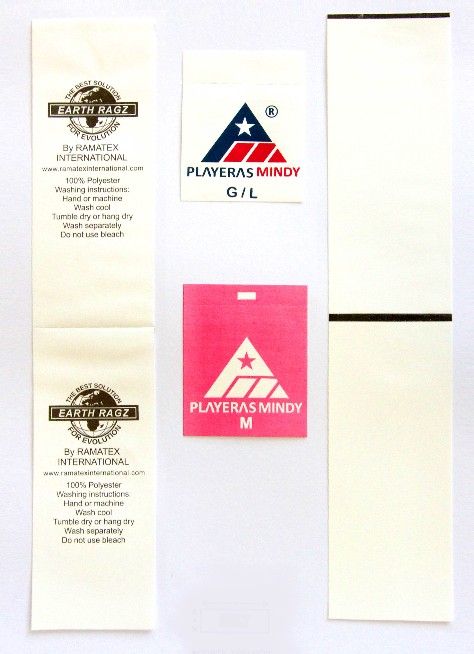 THE BEST SOLUTION
EARTH RAGZ
FOR EVOLUTION
By RAMATEX
INTERNATIONAL
www.ramatexinternational.com
100% Polyester
Washing instructions:
Hand or machine
Wash cool
Tumble dry or hang dry
Wash separately
Do not use bleach
THE BEST SOLUTION
EARTH RAGZ
FOR EVOLUTION
By RAMATEX
INTERNATIONAL
www.ramatexinternational.com
100% Polyester
Washing instructions:
Hand or machine
Wash cool
Tumble dry or hang dry
Wash separately
Do not use bleach
®
PLAYERAS MINDY
G / L
PLAYERAS MINDY
M